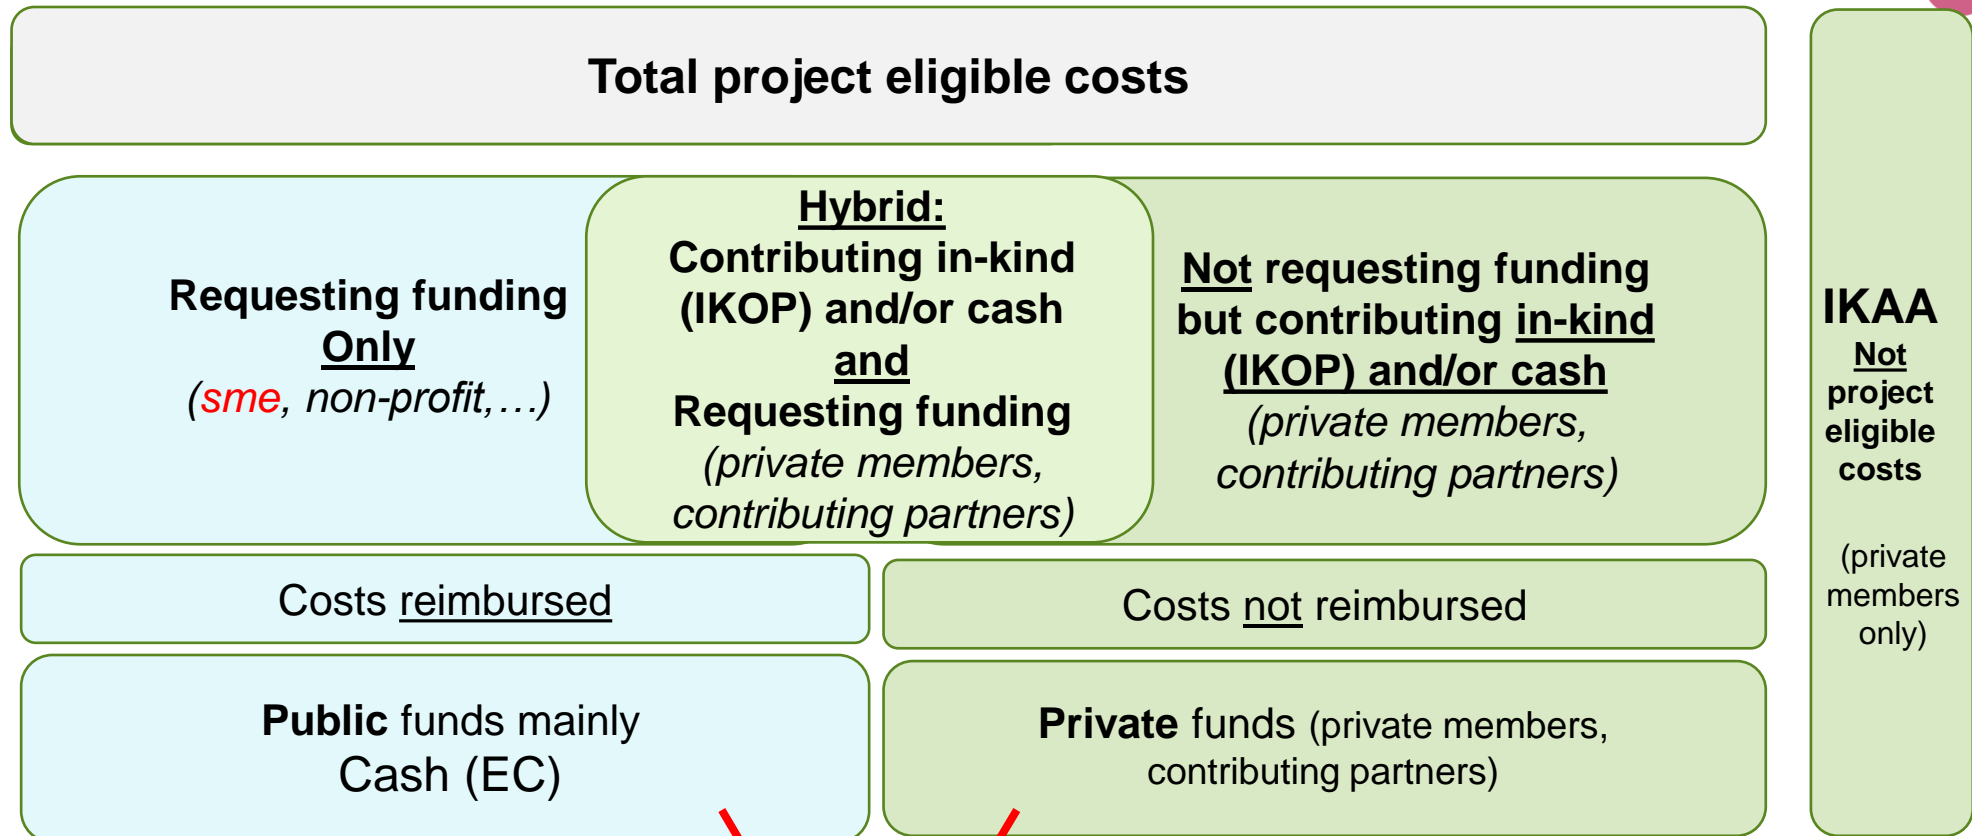 Total project eligible costs
Requesting funding
Only
(sme, non-profit,…)
Hybrid:
Contributing in-kind
(IKOP) and/or cash
and
Requesting funding
(private members,
contributing partners)
Not requesting funding
but contributing in-kind
(IKOP) and/or cash
(private members,
contributing partners)
Costs reimbursed
Costs not reimbursed
Public funds mainly
Cash (EC)
Private funds (private members,
contributing partners)
IKAA
Not
project
eligible
costs
(private
members
only)